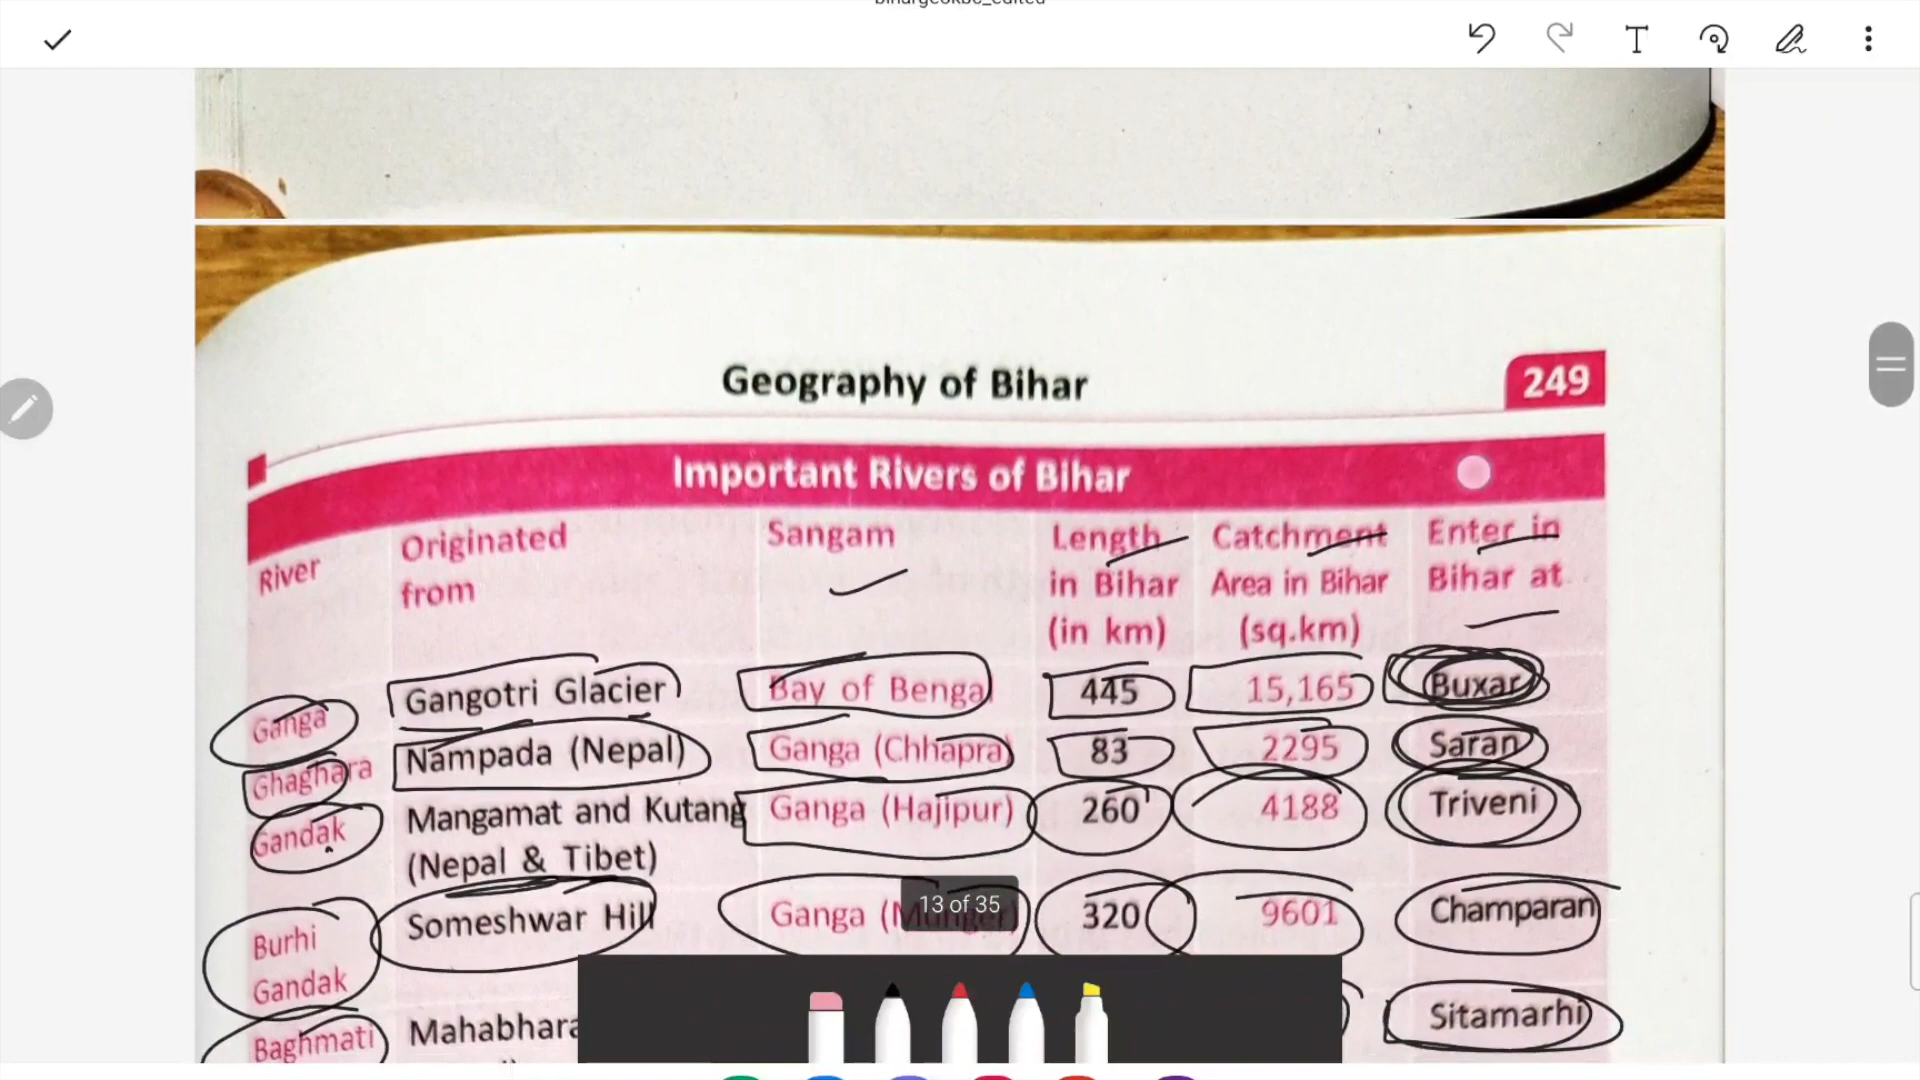 Geography of Bihar
249
Important Rivers of Bihar
River
Originated from
Sangam
Length in Bihar (in km)
Catchment Area in Bihar (sq.km)
Enter in Bihar at
Ganga Gangotri Glacier Bay of Bengal 445 15,165 Buxar
Ghaghara Nampada (Nepal) Ganga (Chhapra) 83 2295 Saran
Gandak Mangamat and Kutang (Nepal & Tibet) Ganga (Hajipur) 260 4188 Triveni
Burhi Gandak Someshwar Hill Ganga (Munger) 320 9601 Champaran
13 of 35
Baghmati Sitamarhi